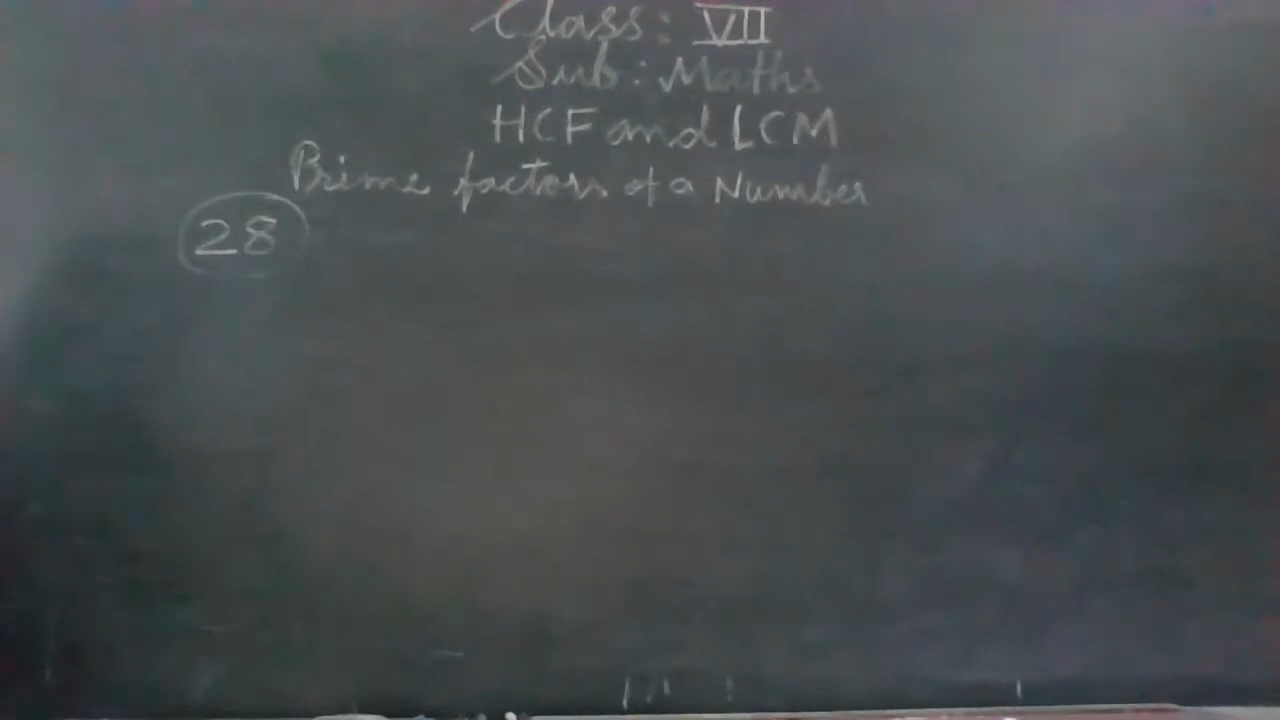 Class: VII
Sub: Maths
HCF and LCM
Prime factors of a Number
28